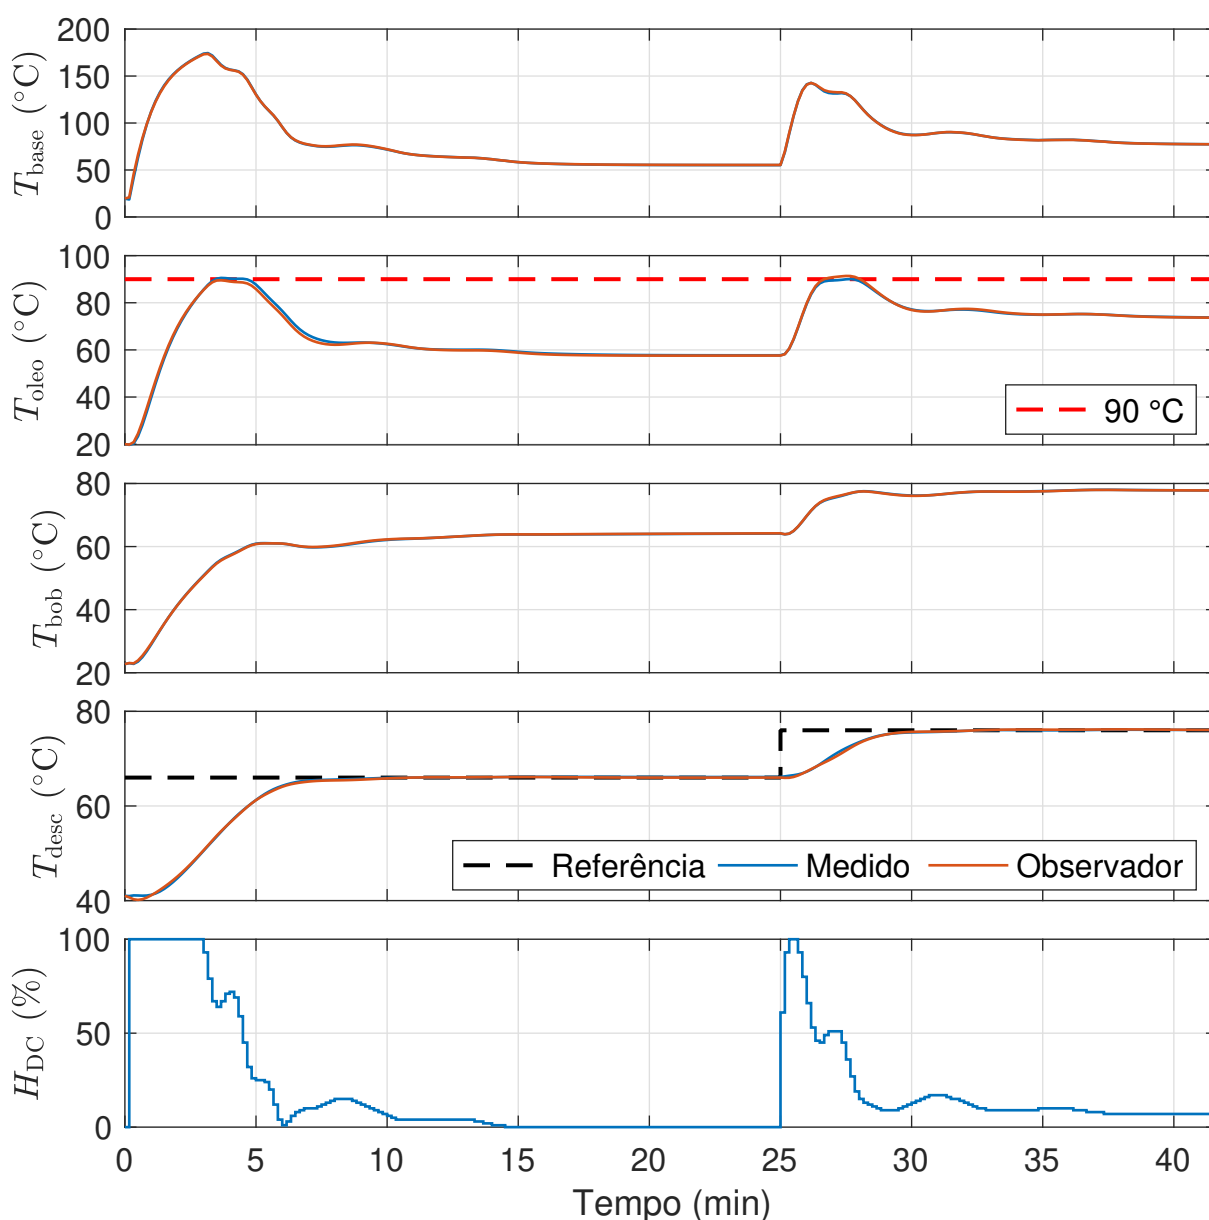 200
150
100
50
0
T_base (°C)
100
80
60
40
20
T_oleo (°C)
90 °C
80
60
40
20
T_bob (°C)
80
60
40
T_desc (°C)
Referência Medido Observador
100
50
0
H_DC (%)
0 5 10 15 20 25 30 35 40
Tempo (min)